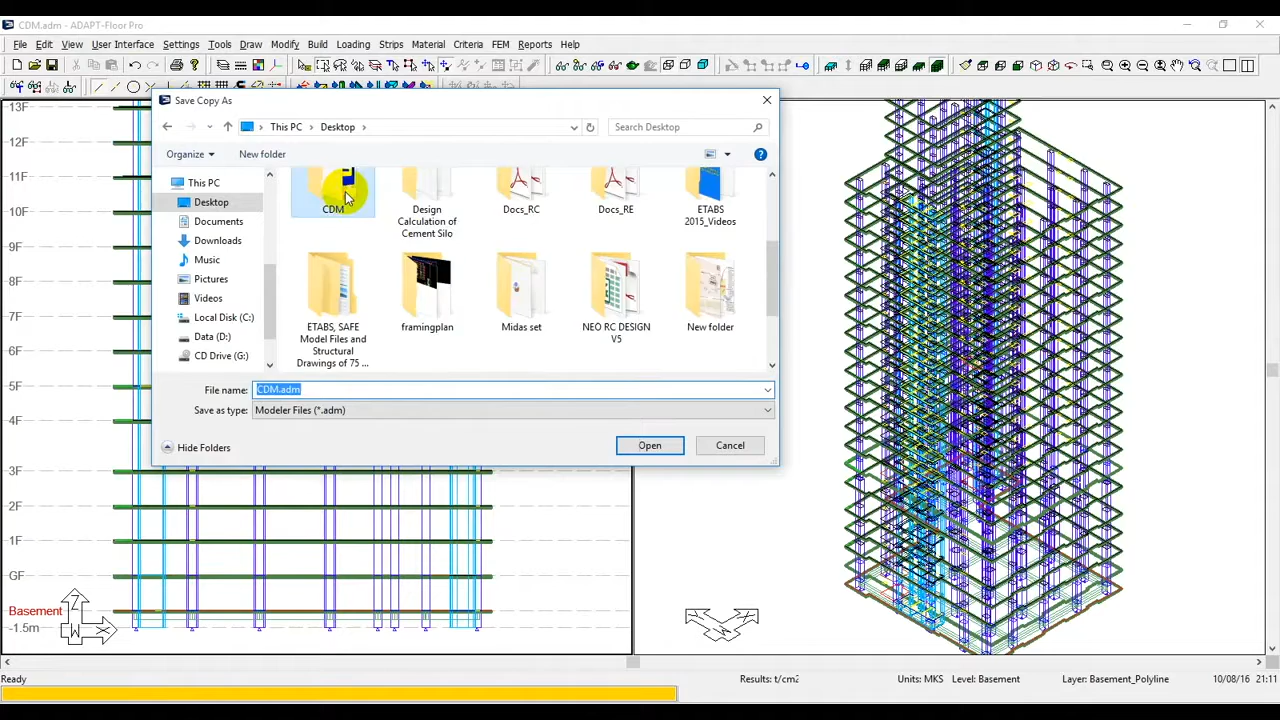 CDM.adm - ADAPT-Floor Pro
File Edit View User Interface Settings Tools Draw Modify Build Loading Strips Material Criteria FEM Reports Help
Save Copy As
This PC Desktop
Search Desktop
Organize New folder
This PC
Desktop
Documents
Downloads
Music
Pictures
Videos
Local Disk (C:)
Data (D:)
CD Drive (G:)
CDM
Design
Calculation of
Cement Silo
Docs_RC
Docs_RE
ETABS
2015_Videos
ETABS, SAFE
Model Files and
Structural
Drawings of 75 ...
framingplan
Midas set
NEO RC DESIGN
V5
New folder
File name: CDM.adm
Save as type: Modeler Files (*.adm)
Hide Folders
Open Cancel
13F
12F
11F
10F
9F
8F
7F
6F
5F
4F
3F
2F
1F
GF
Basement
-1.5m
Z
W X
Ready
Results: t/cm2
Units: MKS
Level: Basement
Layer: Basement_Polyline
10/08/16
21:11